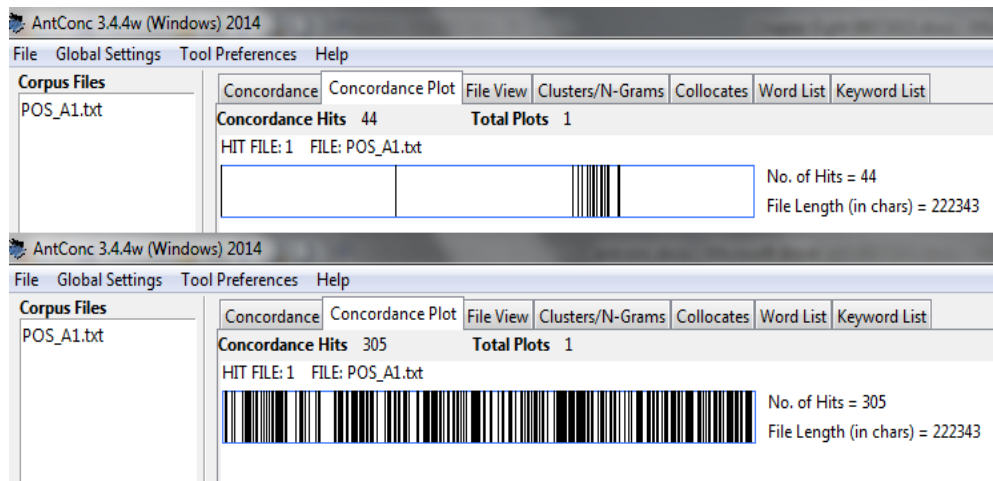 AntConc 3.4.4w (Windows) 2014
File Global Settings Tool Preferences Help
Corpus Files
POS_A1.txt
Concordance Concordance Plot File View Clusters/N-Grams Collocates Word List Keyword List
Concordance Hits 44 Total Plots 1
HIT FILE: 1 FILE: POS_A1.txt
No. of Hits = 44
File Length (in chars) = 222343
AntConc 3.4.4w (Windows) 2014
File Global Settings Tool Preferences Help
Corpus Files
POS_A1.txt
Concordance Concordance Plot File View Clusters/N-Grams Collocates Word List Keyword List
Concordance Hits 305 Total Plots 1
HIT FILE: 1 FILE: POS_A1.txt
No. of Hits = 305
File Length (in chars) = 222343